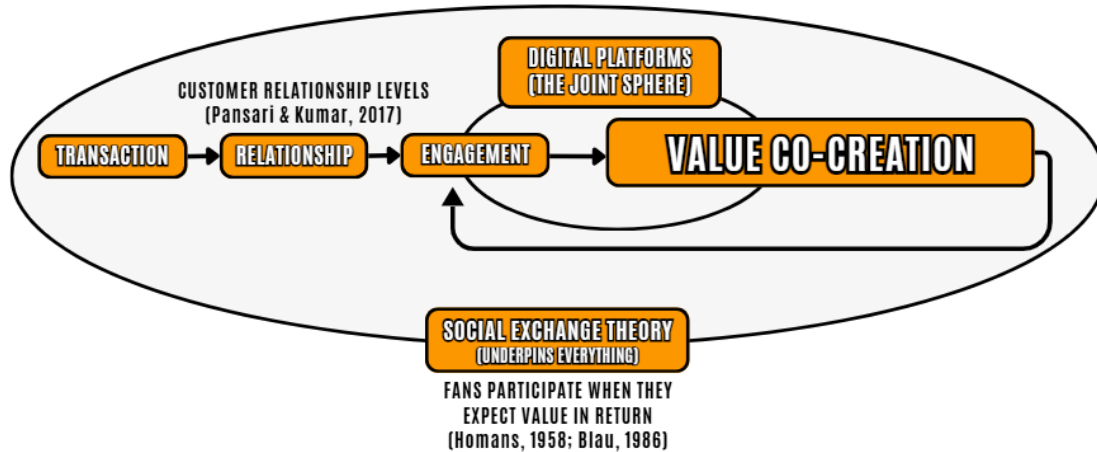 DIGITAL PLATFORMS
(THE JOINT SPHERE)
CUSTOMER RELATIONSHIP LEVELS
(Pansari & Kumar, 2017)
TRANSACTION
RELATIONSHIP
ENGAGEMENT
VALUE CO-CREATION
SOCIAL EXCHANGE THEORY
(UNDERPINS EVERYTHING)
FANS PARTICIPATE WHEN THEY
EXPECT VALUE IN RETURN
(Homans, 1958; Blau, 1986)